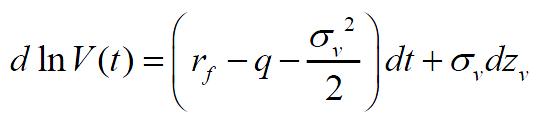 d ln V(t) = ( r_f − q − σ_v² / 2 ) dt + σ_v dz_v